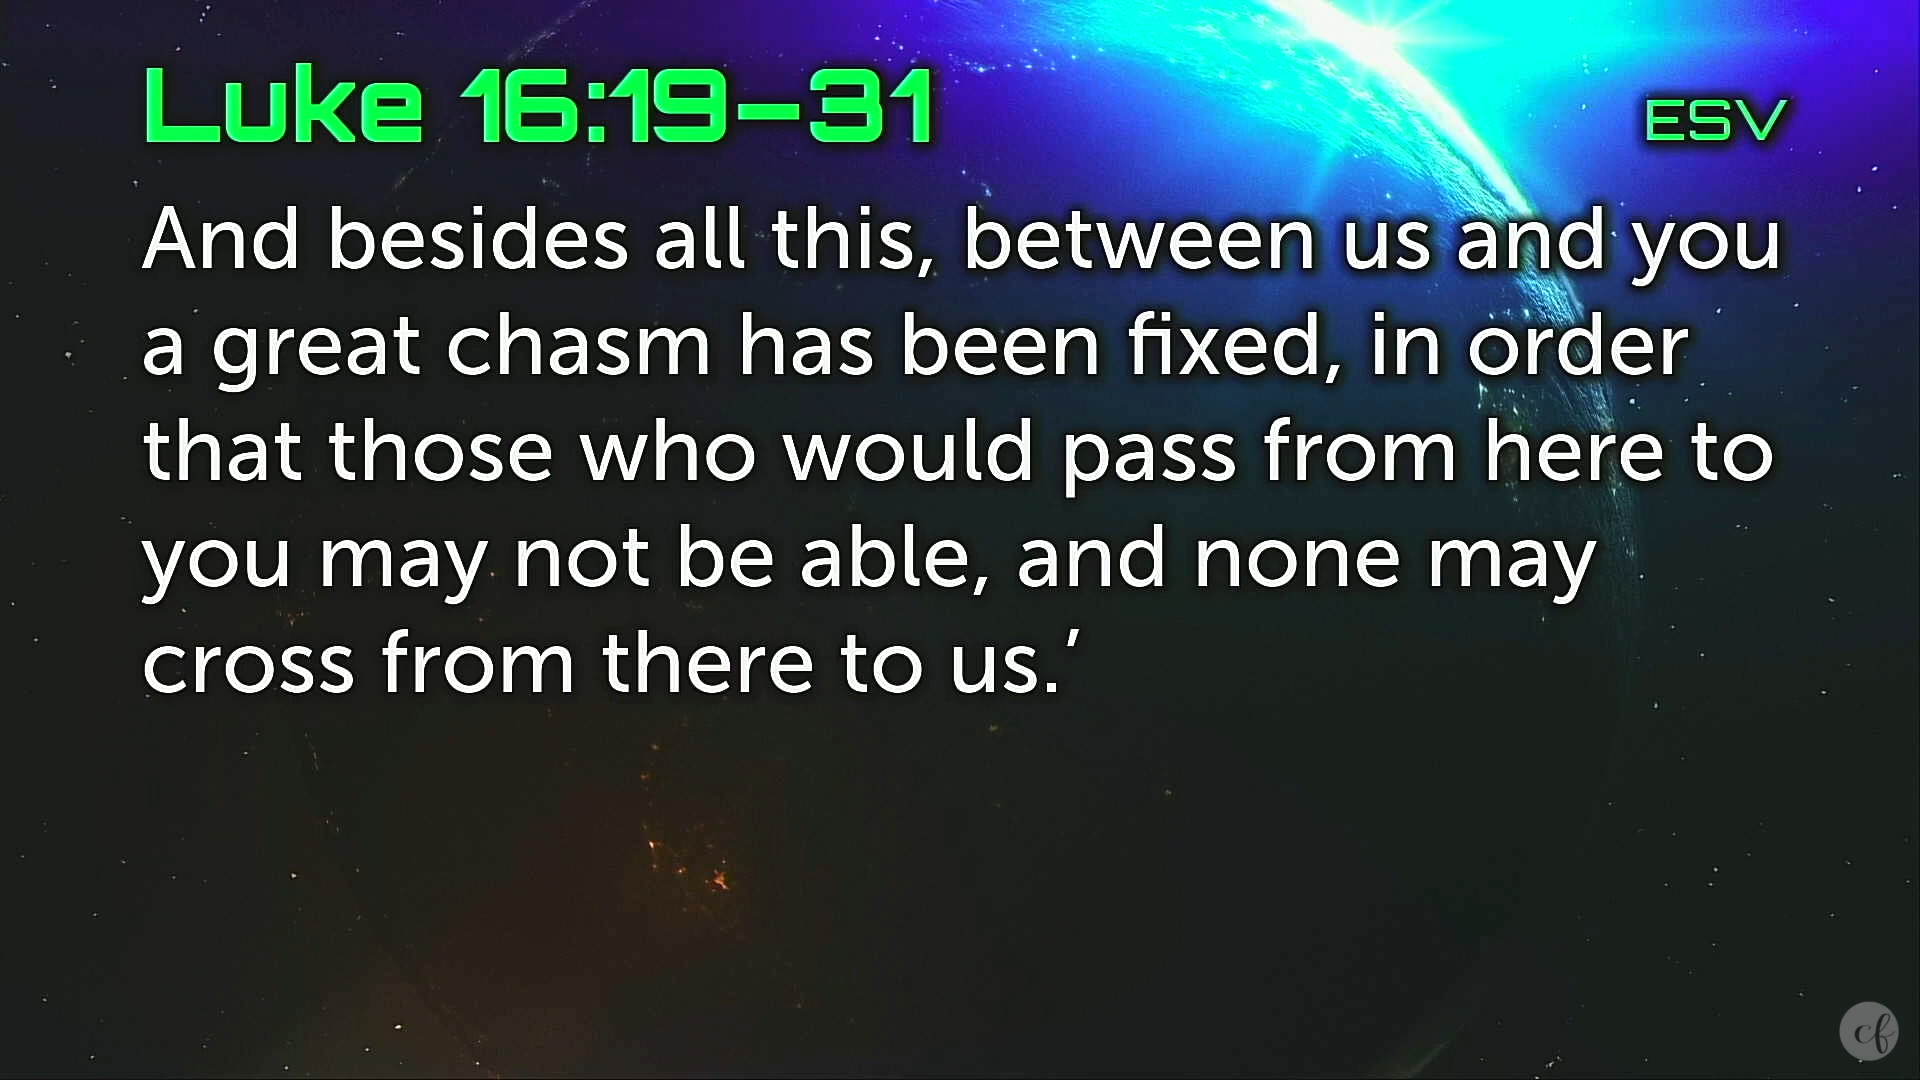 Luke 16:19–31
ESV
And besides all this, between us and you
a great chasm has been fixed, in order
that those who would pass from here to
you may not be able, and none may
cross from there to us.’
cf